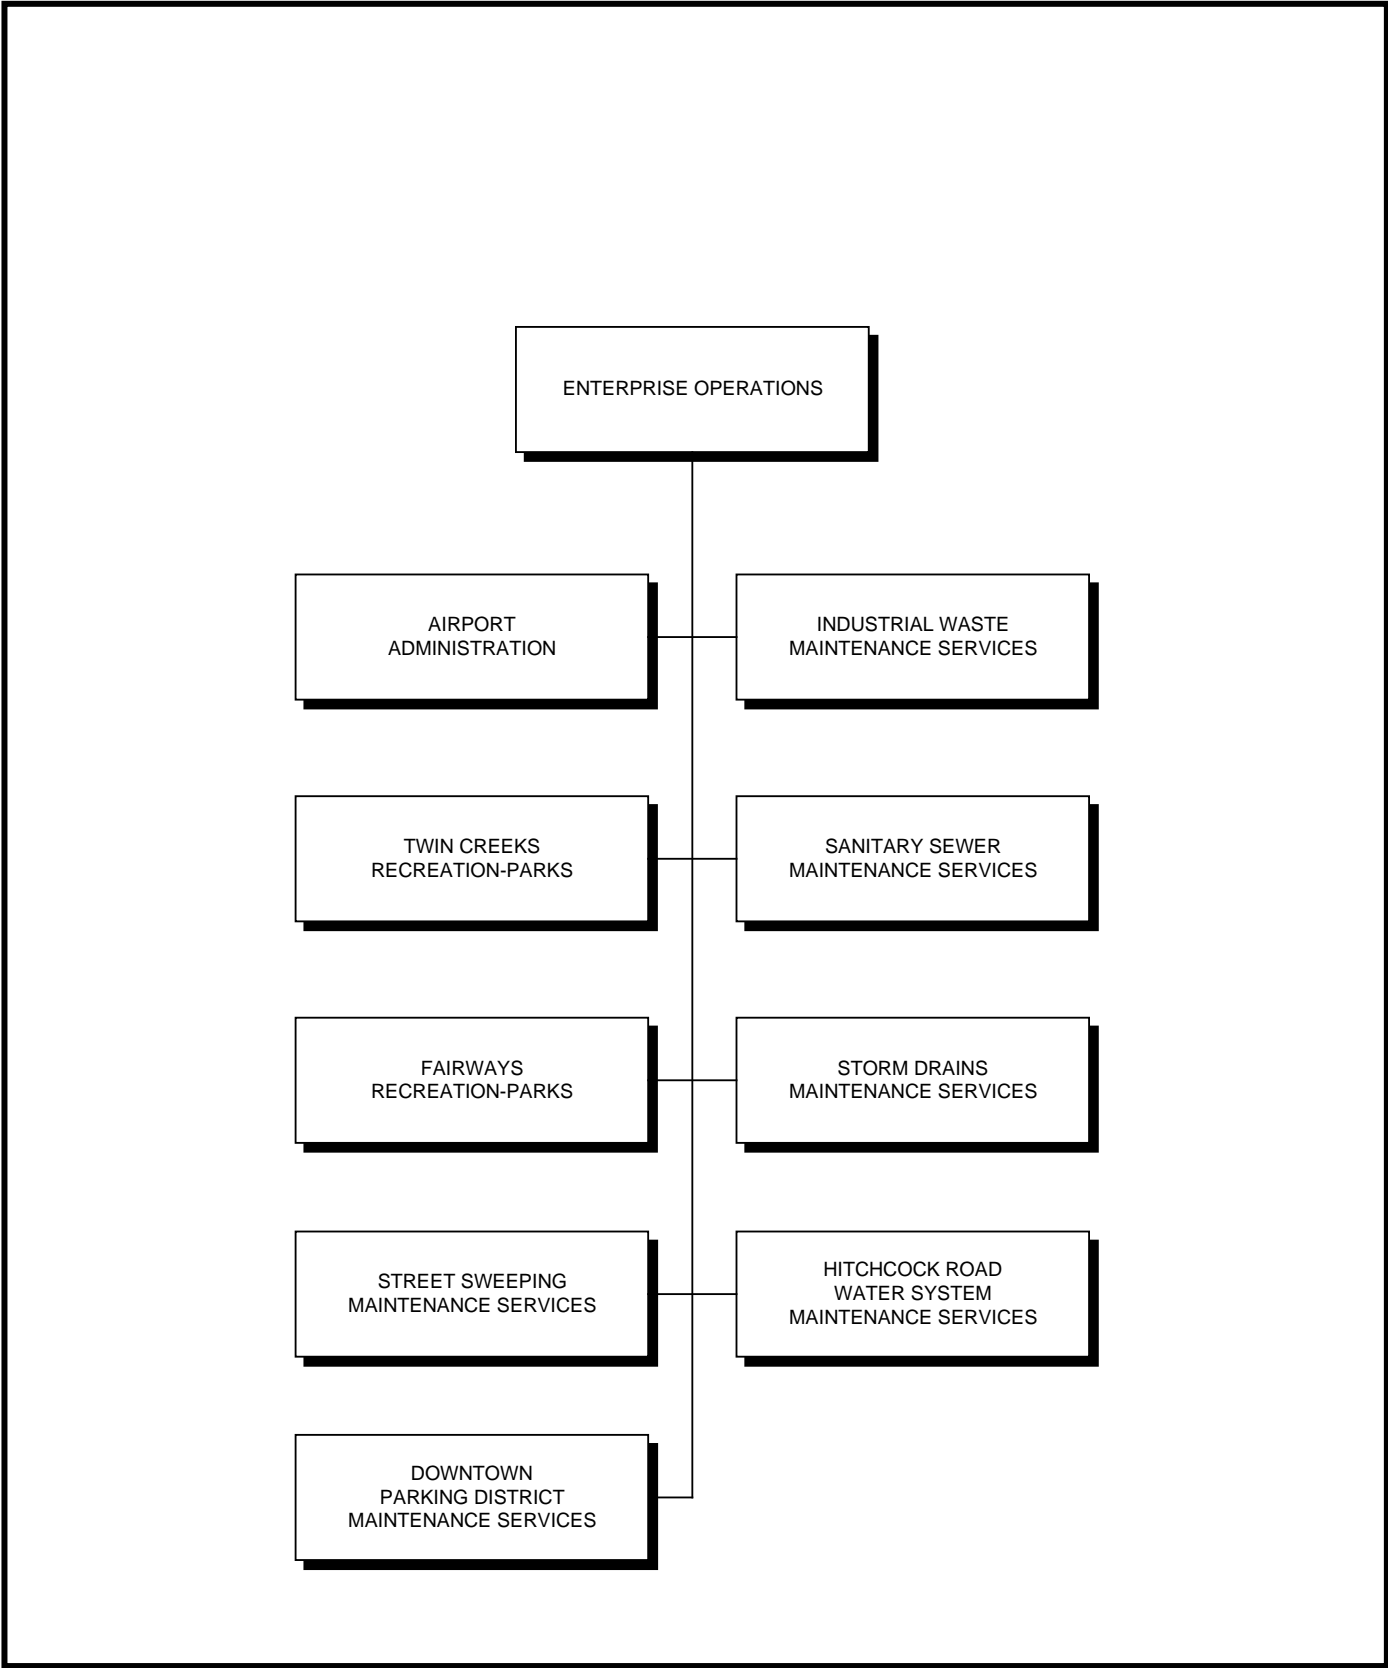 ENTERPRISE OPERATIONS
AIRPORT
ADMINISTRATION
INDUSTRIAL WASTE
MAINTENANCE SERVICES
TWIN CREEKS
RECREATION-PARKS
SANITARY SEWER
MAINTENANCE SERVICES
FAIRWAYS
RECREATION-PARKS
STORM DRAINS
MAINTENANCE SERVICES
STREET SWEEPING
MAINTENANCE SERVICES
HITCHCOCK ROAD
WATER SYSTEM
MAINTENANCE SERVICES
DOWNTOWN
PARKING DISTRICT
MAINTENANCE SERVICES